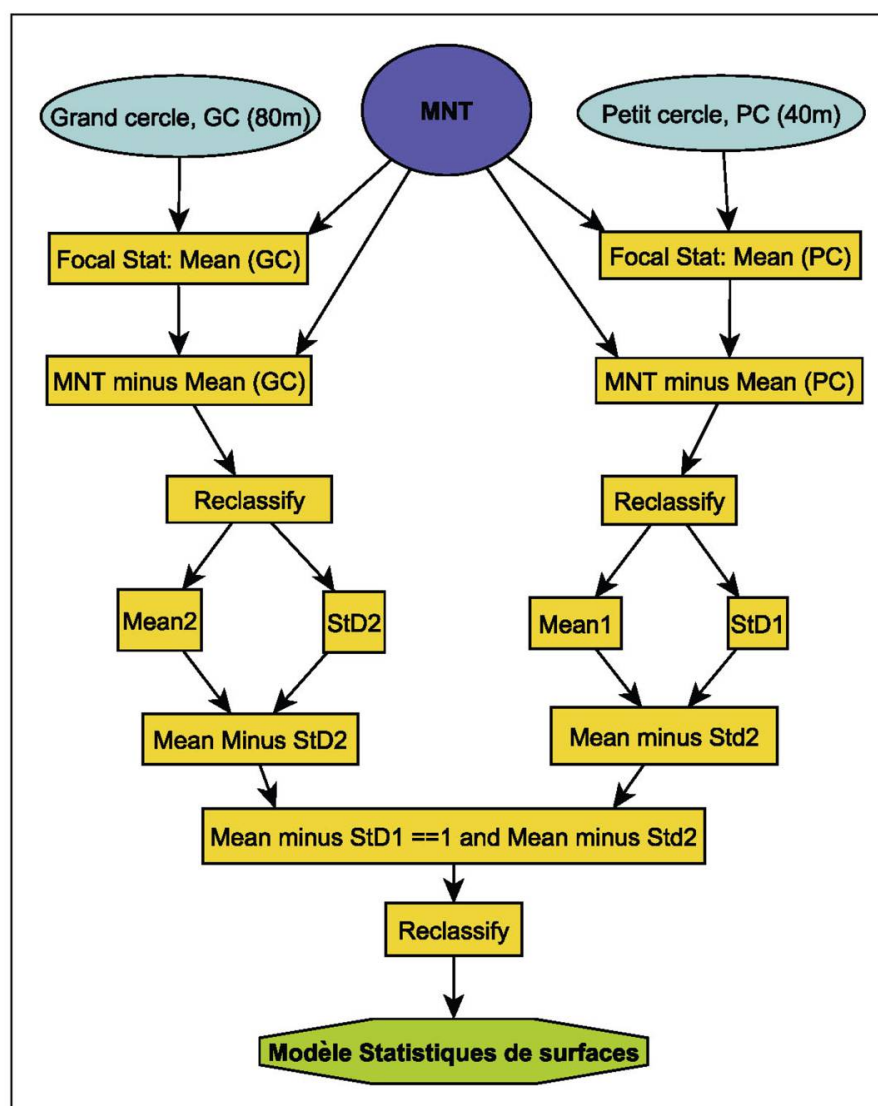 Grand cercle, GC (80m)
MNT
Petit cercle, PC (40m)
Focal Stat: Mean (GC)
Focal Stat: Mean (PC)
MNT minus Mean (GC)
MNT minus Mean (PC)
Reclassify
Reclassify
Mean2
StD2
Mean1
StD1
Mean Minus StD2
Mean minus Std2
Mean minus StD1 ==1 and Mean minus Std2
Reclassify
Modèle Statistiques de surfaces